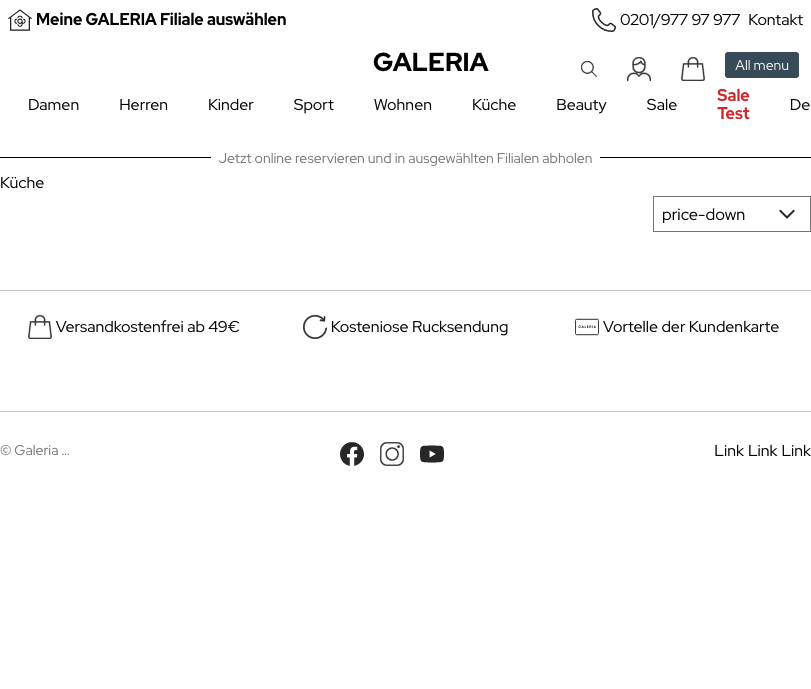 Meine GALERIA Filiale auswählen
0201/977 97 977 Kontakt
GALERIA
All menu
Damen Herren Kinder Sport Wohnen Küche Beauty Sale Sale Test De
Jetzt online reservieren und in ausgewählten Filialen abholen
Küche
price-down
Versandkostenfrei ab 49€
Kosteniose Rucksendung
GALERIA
Vortelle der Kundenkarte
© Galeria ...
Link Link Link